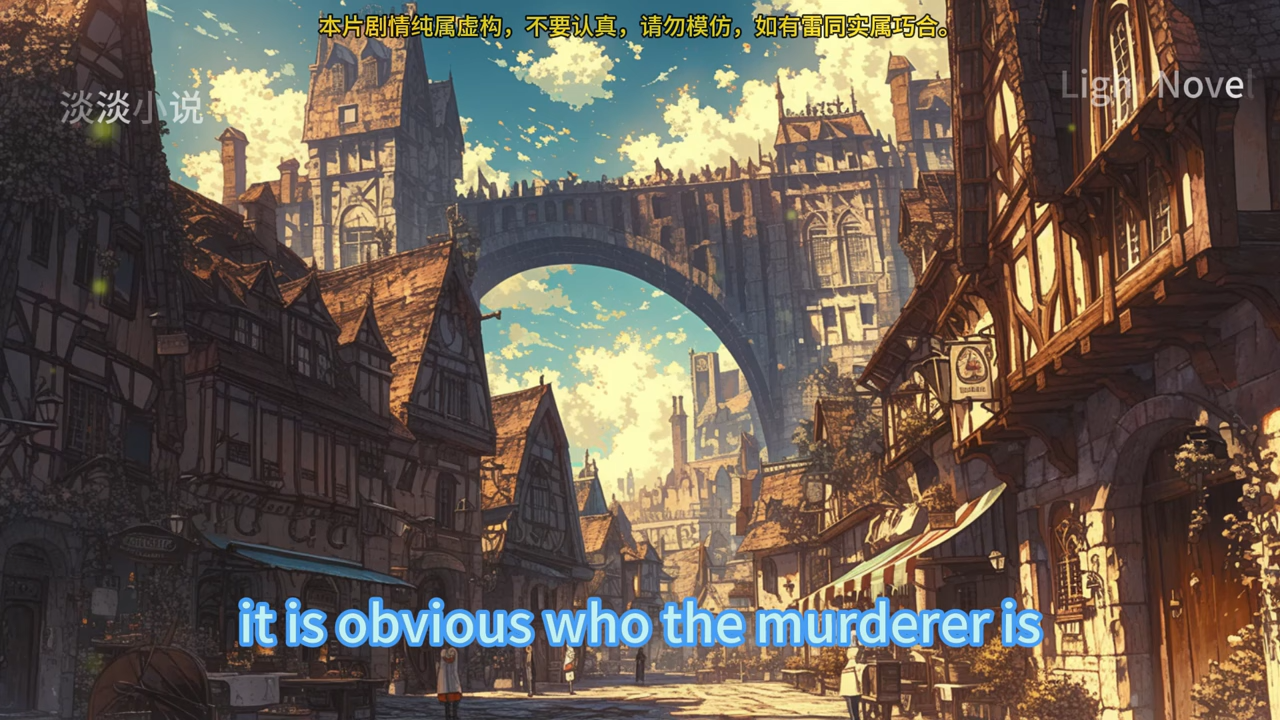 本片剧情纯属虚构，不要认真，请勿模仿，如有雷同实属巧合。
淡淡小说
Light Novel
it is obvious who the murderer is